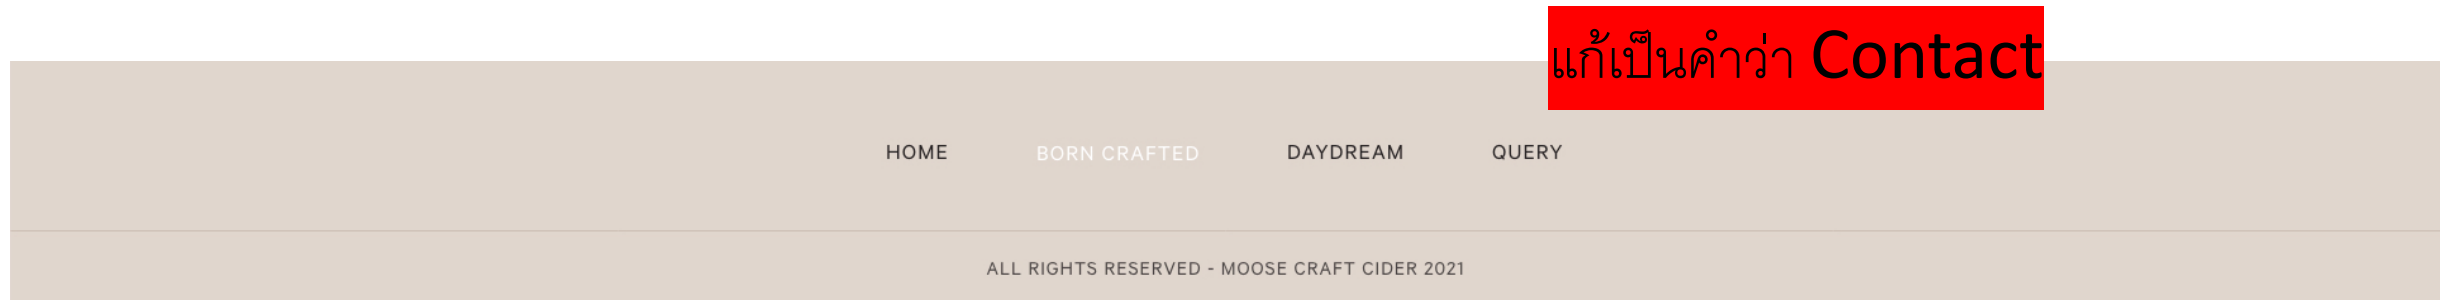 แก้เป็นคำว่า Contact
HOME BORN CRAFTED DAYDREAM QUERY
ALL RIGHTS RESERVED - MOOSE CRAFT CIDER 2021